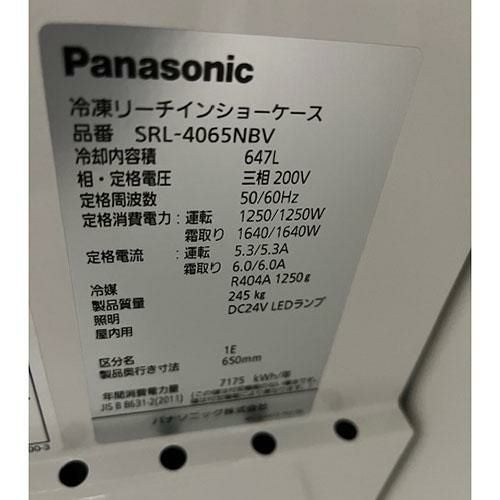 Panasonic
冷凍リーチインショーケース
品番 SRL-4065NBV
冷却内容積 647L
相・定格電圧 三相 200V
定格周波数 50/60Hz
定格消費電力 : 運転 1250/1250W
霜取り 1640/1640W
定格電流 : 運転 5.3/5.3A
霜取り 6.0/6.0A
冷媒 R404A 1250g
製品質量 245 kg
照明 DC24V LEDランプ
屋内用
区分名 1E
製品奥行き寸法 650mm
年間消費電力量 7175 kWh/年
JIS B 8631-2(2011)
パナソニック株式会社
00-3